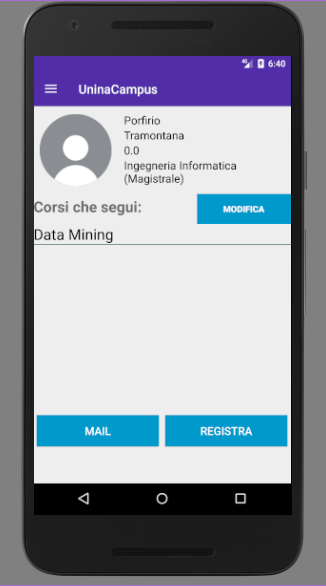 6:40
UninaCampus
Porfirio
Tramontana
0.0
Ingegneria Informatica
(Magistrale)
Corsi che segui:
MODIFICA
Data Mining
MAIL
REGISTRA